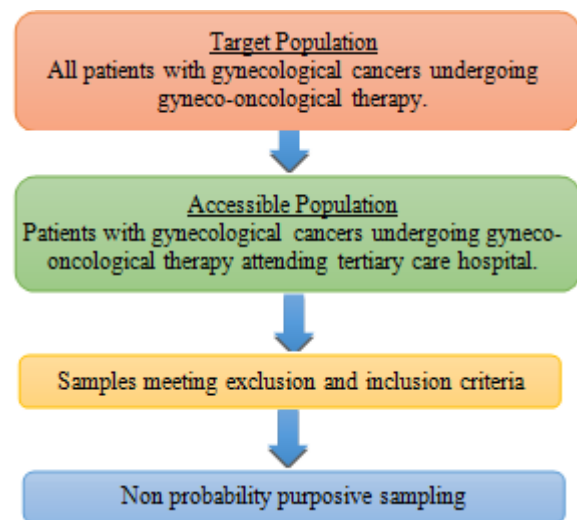 Target Population
All patients with gynecological cancers undergoing
gyneco-oncological therapy.
Accessible Population
Patients with gynecological cancers undergoing gyneco-
oncological therapy attending tertiary care hospital.
Samples meeting exclusion and inclusion criteria
Non probability purposive sampling